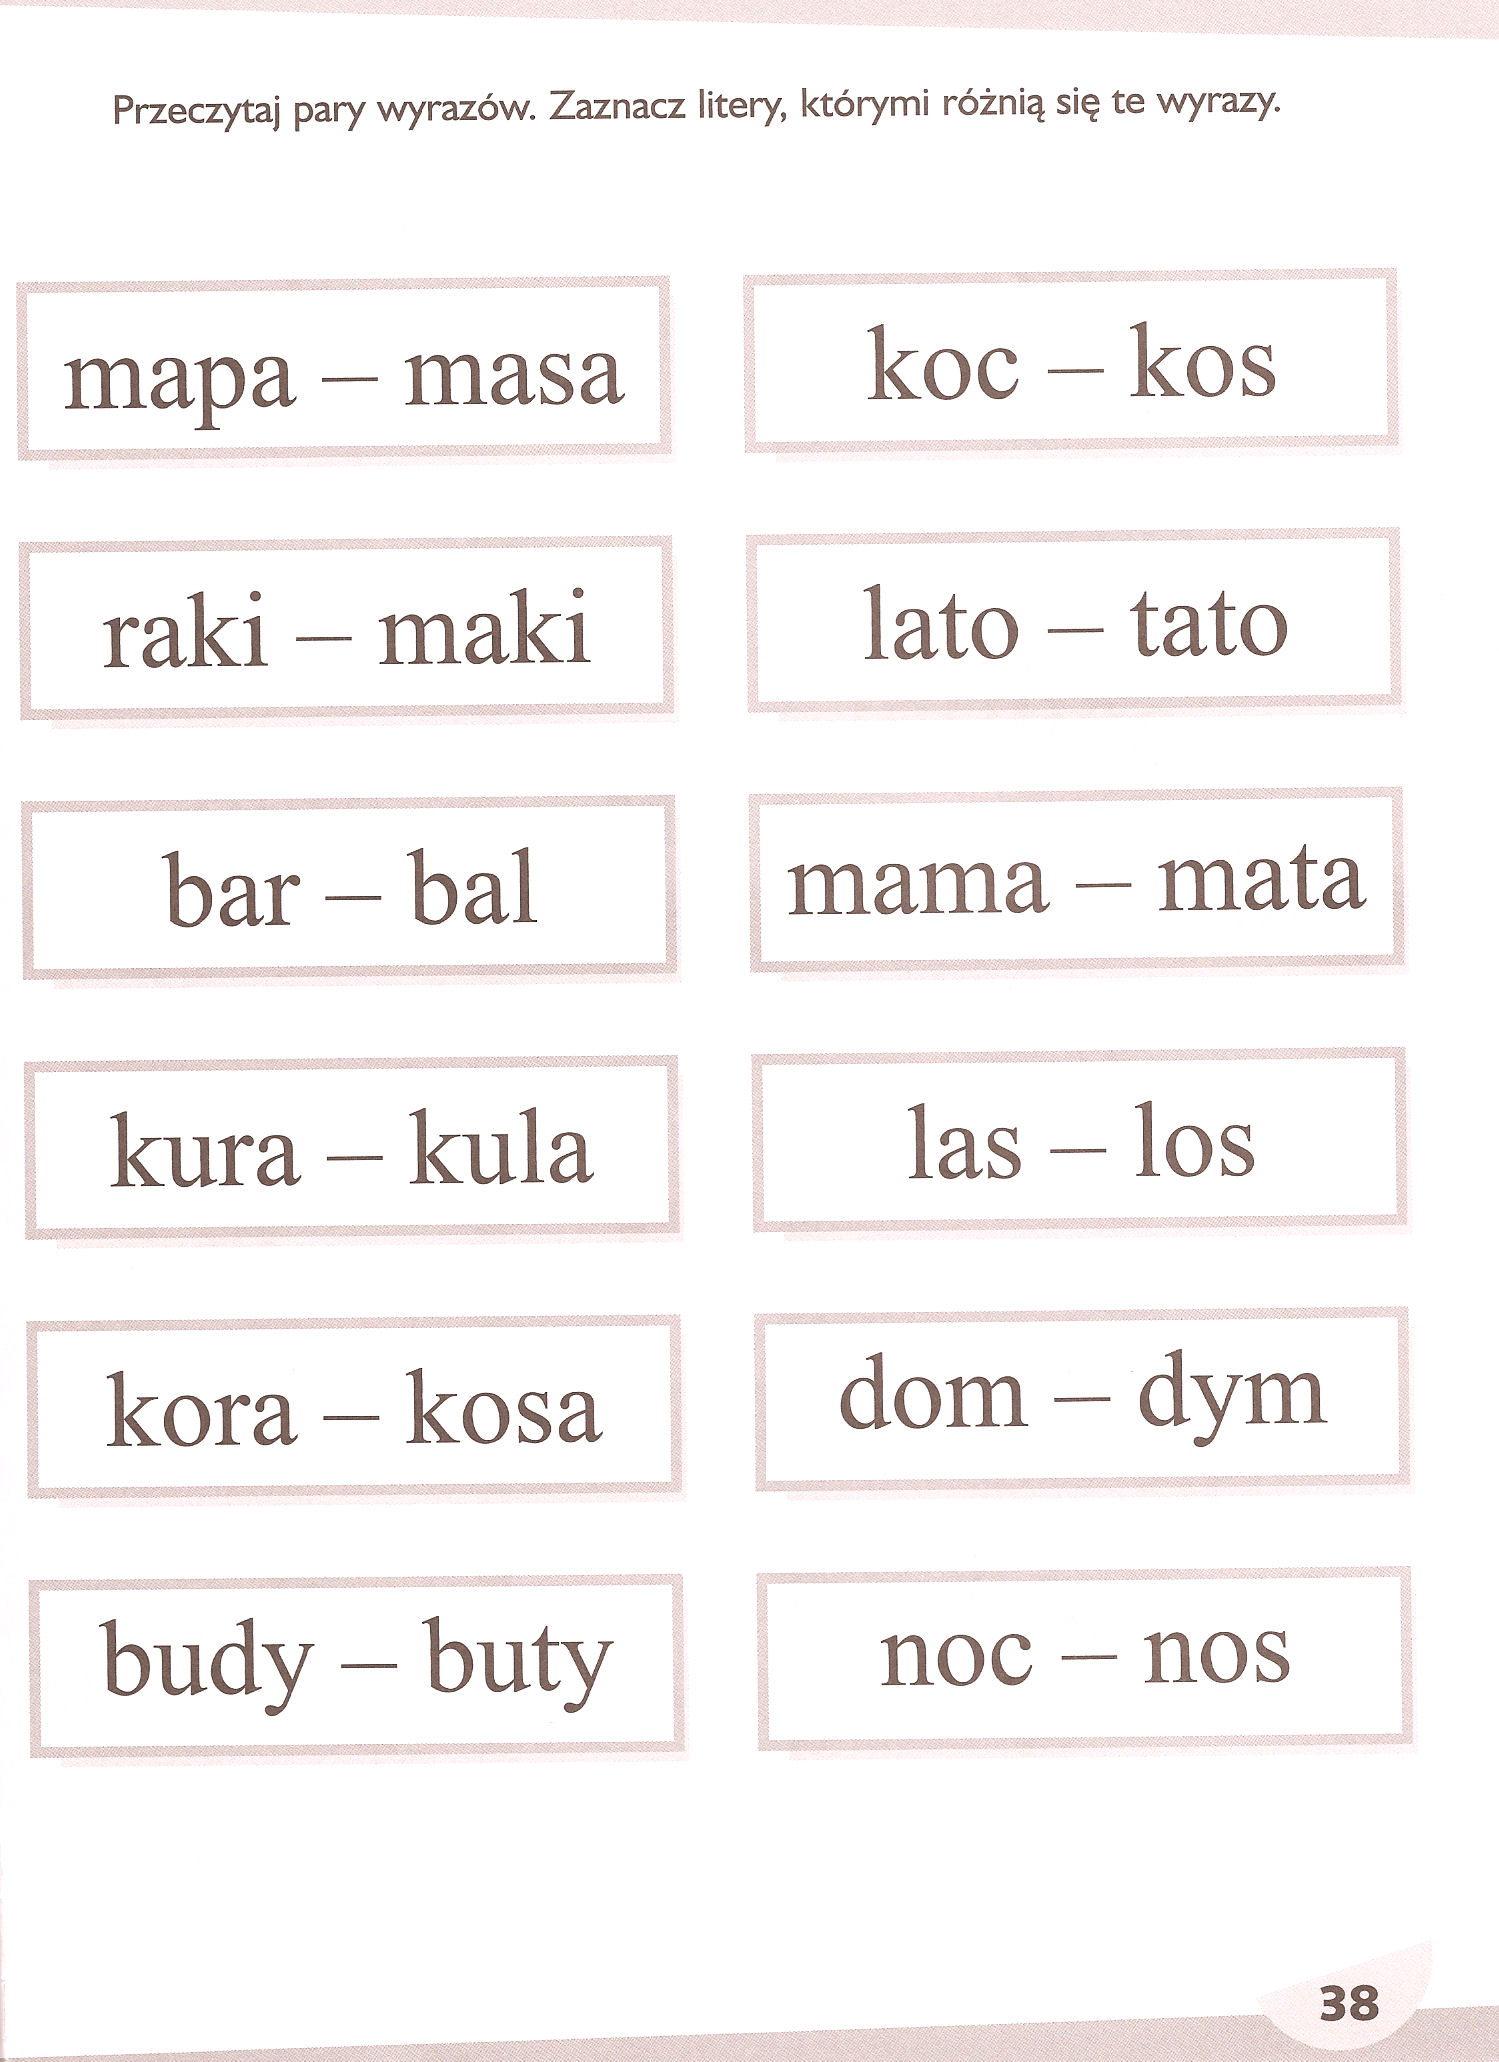 Przeczytaj pary wyrazów. Zaznacz litery, którymi różnią się te wyrazy.
mapa – masa
koc – kos
raki – maki
lato – tato
bar – bal
mama – mata
kura – kula
las – los
kora – kosa
dom – dym
budy – buty
noc – nos
38